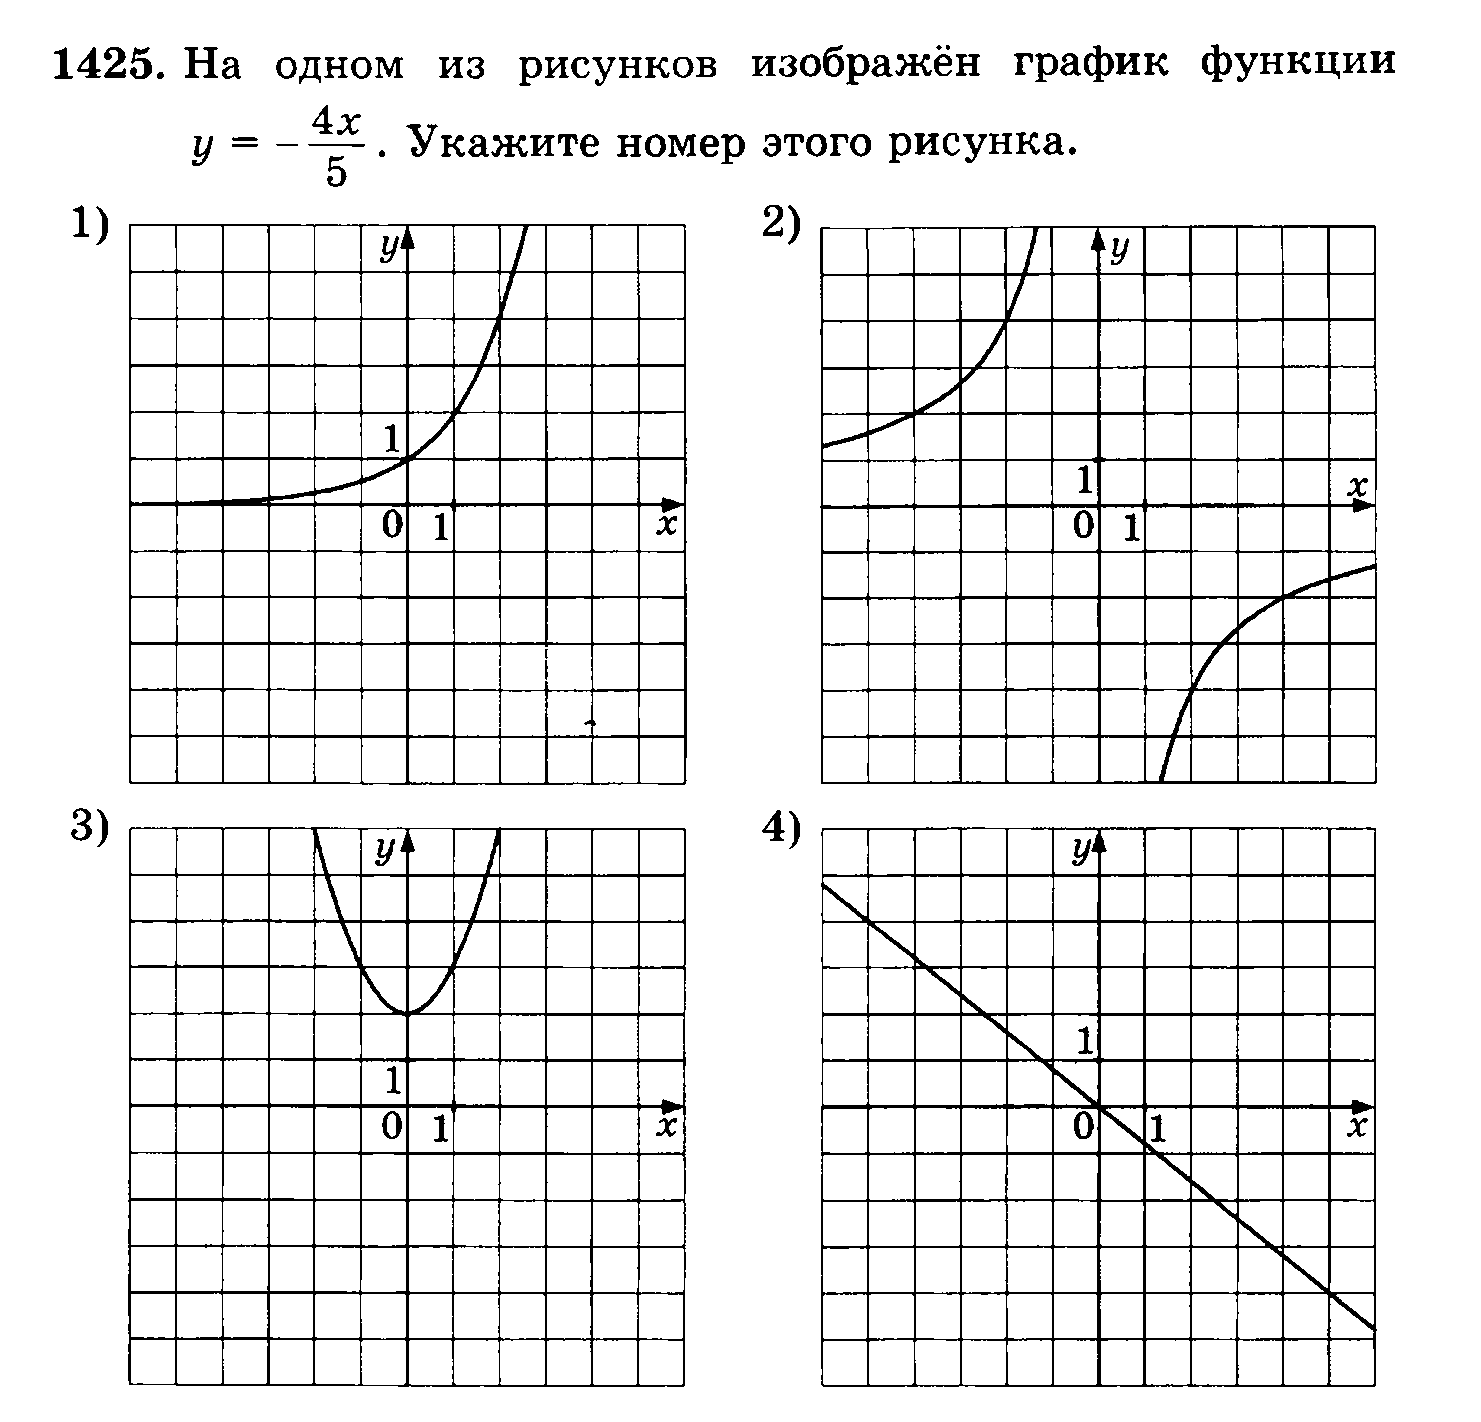 1425. На одном из рисунков изображён график функции
y = -4x/5. Укажите номер этого рисунка.
1)
y
1
0
1
x
2)
y
1
x
0
1
3)
y
1
0
1
x
4)
y
1
0
1
x